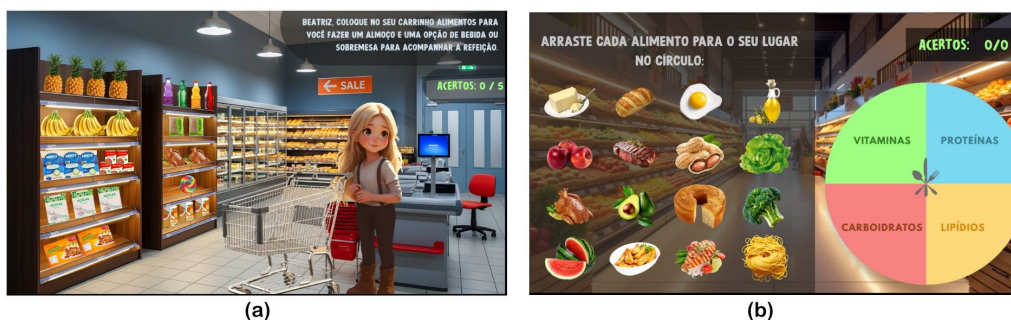 BEATRIZ, COLOQUE NO SEU CARRINHO ALIMENTOS PARA
VOCÊ FAZER UM ALMOÇO E UMA OPÇÃO DE BEBIDA OU
SOBREMESA PARA ACOMPANHAR A REFEIÇÃO.
ACERTOS: 0 / 5
SALE
(a)
ARRASTE CADA ALIMENTO PARA O SEU LUGAR
NO CÍRCULO:
ACERTOS: 0/0
VITAMINAS
PROTEÍNAS
CARBOIDRATOS
LIPÍDIOS
(b)